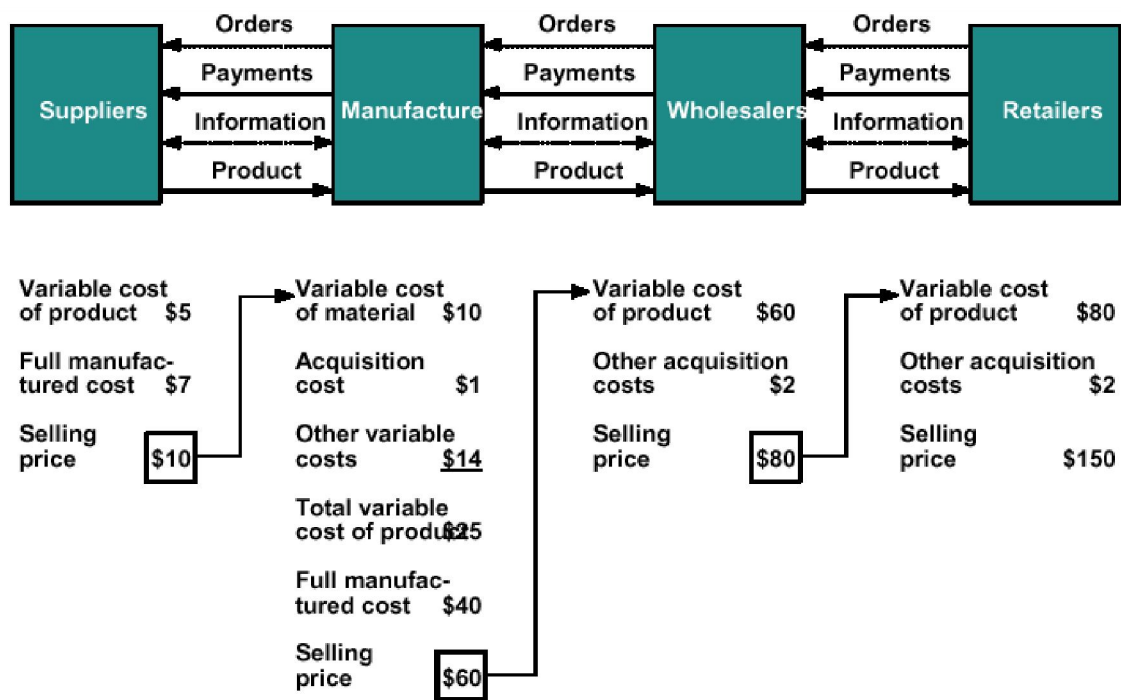 Orders
Orders
Orders
Payments
Payments
Payments
Suppliers
Manufacture
Wholesalers
Retailers
Information
Information
Information
Product
Product
Product
Variable cost
of product $5
Full manufac-
tured cost $7
Selling
price $10
Variable cost
of material $10
Acquisition
cost $1
Other variable
costs $14
Total variable
cost of product $25
Full manufac-
tured cost $40
Selling
price $60
Variable cost
of product $60
Other acquisition
costs $2
Selling
price $80
Variable cost
of product $80
Other acquisition
costs $2
Selling
price $150